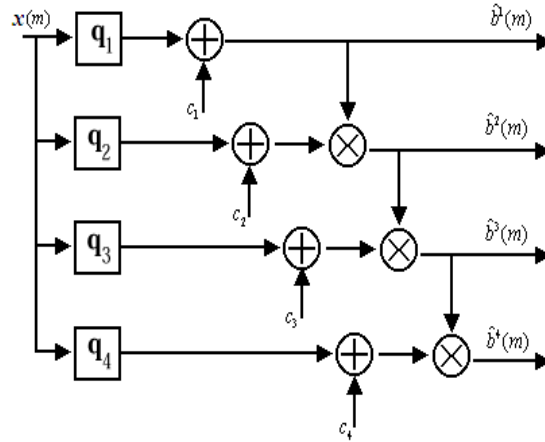 x(m)
q₁
b̂¹(m)
c₁
q₂
b̂²(m)
c₂
q₃
b̂³(m)
c₃
q₄
b̂⁴(m)
c₄